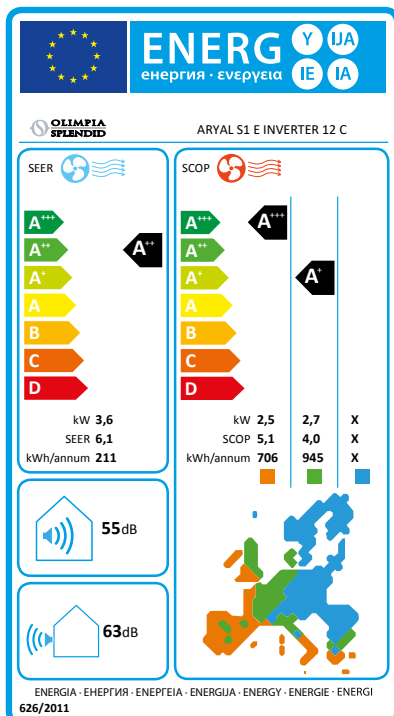 ENERG Y IJA
енергия · ενεργεια IE IA
OLIMPIA
SPLENDID
ARYAL S1 E INVERTER 12 C
SEER
SCOP
A+++
A++
A+
A
B
C
D
A++
A+++
A++
A+
A
B
C
D
A+++
A+
kW 3,6
SEER 6,1
kWh/annum 211
kW 2,5 2,7 X
SCOP 5,1 4,0 X
kWh/annum 706 945 X
55dB
63dB
ENERGIA · ЕНЕРГИЯ · ΕΝΕΡΓΕΙΑ · ENERGIJA · ENERGY · ENERGIE · ENERGI
626/2011